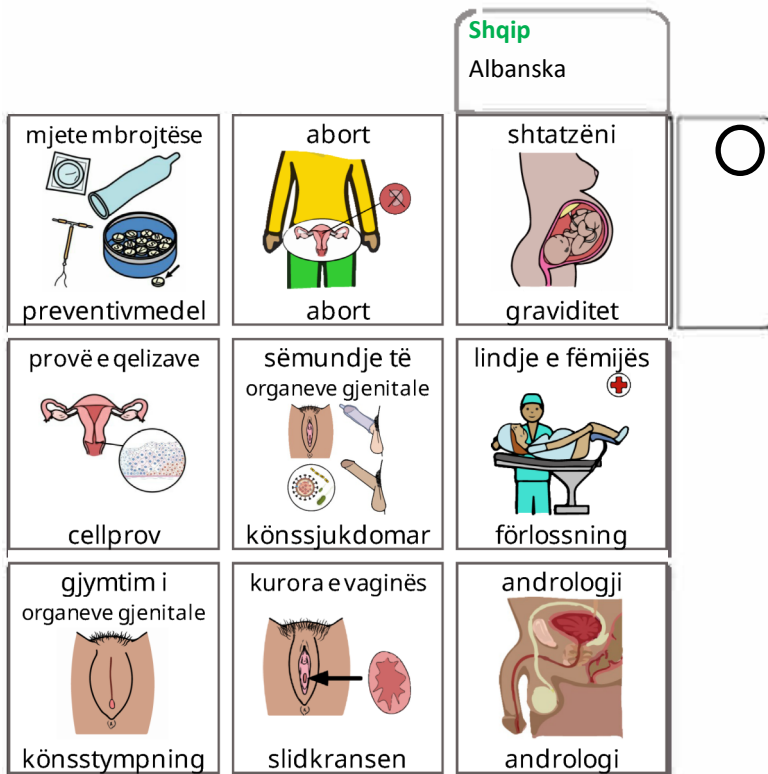 Shqip
Albanska
mjete mbrojtëse
preventivmedel
abort
abort
shtatzëni
graviditet
provë e qelizave
cellprov
sëmundje të
organeve gjenitale
könssjukdomar
lindje e fëmijës
förlossning
gjymtim i
organeve gjenitale
könsstympning
kurora e vaginës
slidkransen
andrologji
andrologi